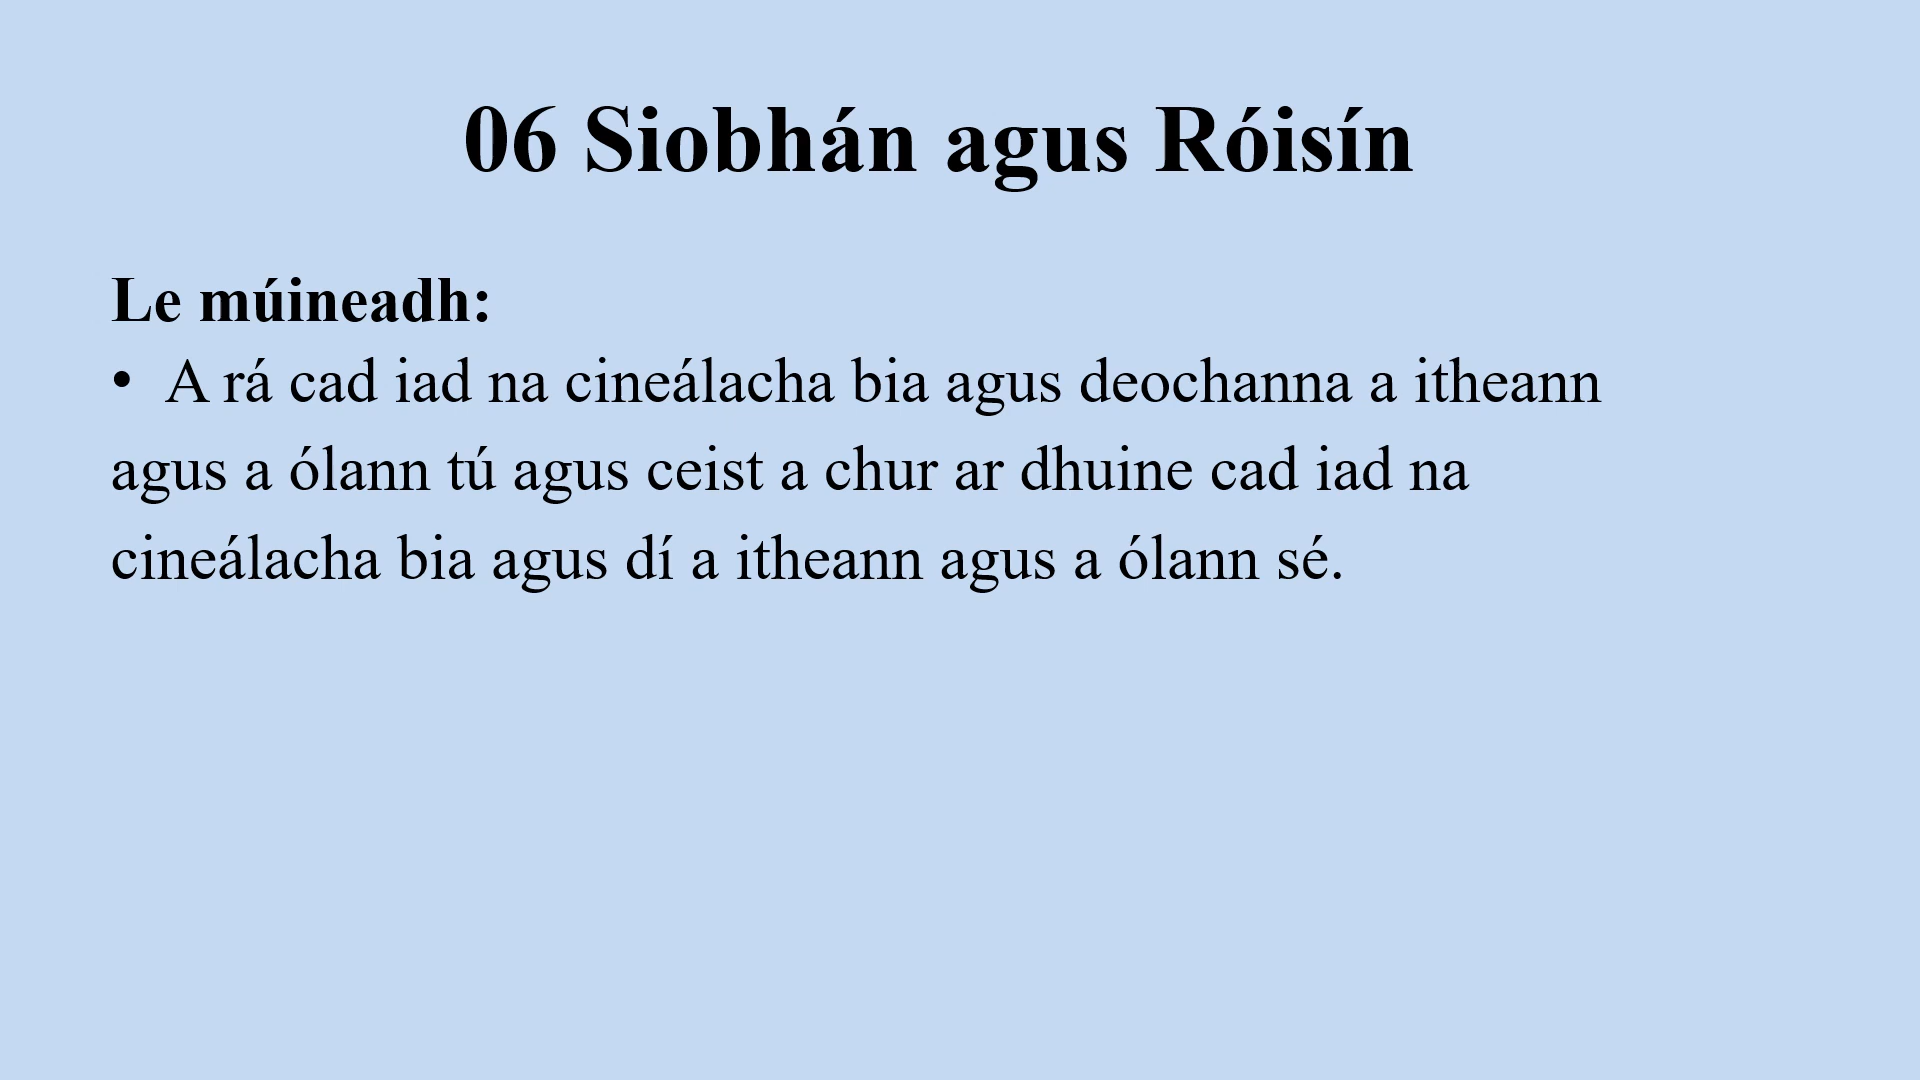 06 Siobhán agus Róisín
Le múineadh:
• A rá cad iad na cineálacha bia agus deochanna a itheann
agus a ólann tú agus ceist a chur ar dhuine cad iad na
cineálacha bia agus dí a itheann agus a ólann sé.